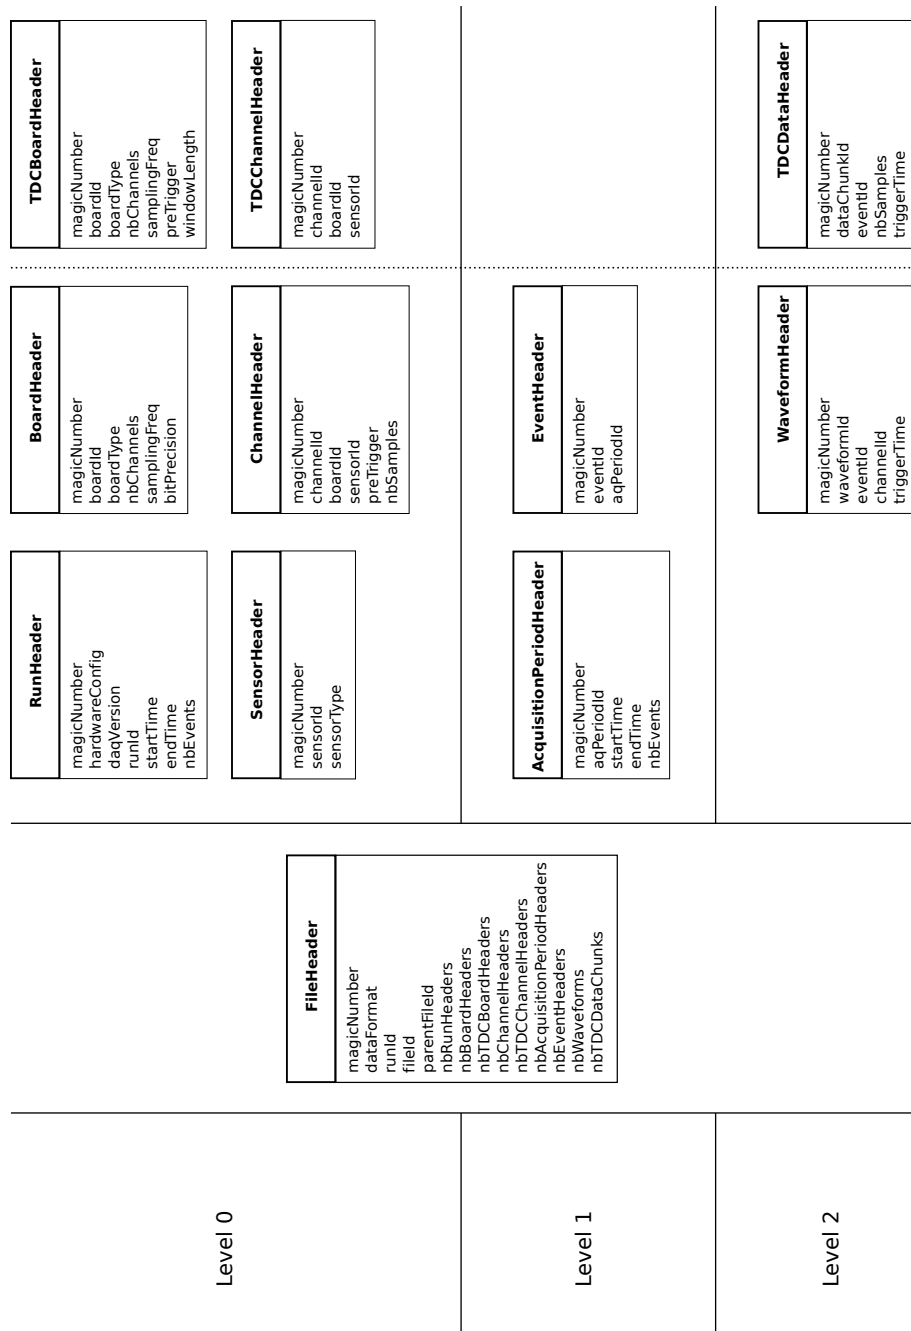 Level 0
FileHeader
magicNumber
dataFormat
runId
fileId
parentFileId
nbRunHeaders
nbBoardHeaders
nbTDCBoardHeaders
nbChannelHeaders
nbTDCChannelHeaders
nbAcquisitionPeriodHeaders
nbEventHeaders
nbWaveforms
nbTDCDataChunks
RunHeader
magicNumber
hardwareConfig
daqVersion
runId
startTime
endTime
nbEvents
BoardHeader
magicNumber
boardId
boardType
nbChannels
samplingFreq
bitPrecision
TDCBoardHeader
magicNumber
boardId
boardType
nbChannels
samplingFreq
preTrigger
windowLength
SensorHeader
magicNumber
sensorId
sensorType
ChannelHeader
magicNumber
channelId
boardId
sensorId
preTrigger
nbSamples
TDCChannelHeader
magicNumber
channelId
boardId
sensorId
Level 1
AcquisitionPeriodHeader
magicNumber
aqPeriodId
startTime
endTime
nbEvents
EventHeader
magicNumber
eventId
aqPeriodId
Level 2
WaveformHeader
magicNumber
waveformId
eventId
channelId
triggerTime
TDCDataHeader
magicNumber
dataChunkId
eventId
nbSamples
triggerTime